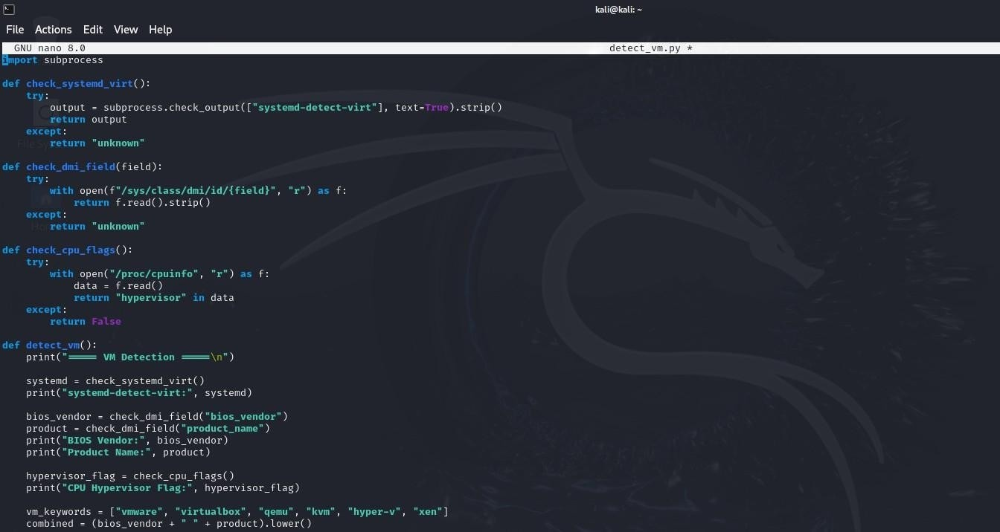 kali@kali: ~
File Actions Edit View Help
GNU nano 8.0 detect_vm.py *
import subprocess
def check_systemd_virt():
    try:
        output = subprocess.check_output(["systemd-detect-virt"], text=True).strip()
        return output
    except:
        return "unknown"
def check_dmi_field(field):
    try:
        with open(f"/sys/class/dmi/id/{field}", "r") as f:
            return f.read().strip()
    except:
        return "unknown"
def check_cpu_flags():
    try:
        with open("/proc/cpuinfo", "r") as f:
            data = f.read()
            return "hypervisor" in data
    except:
        return False
def detect_vm():
    print("===== VM Detection =====\n")
    systemd = check_systemd_virt()
    print("systemd-detect-virt:", systemd)
    bios_vendor = check_dmi_field("bios_vendor")
    product = check_dmi_field("product_name")
    print("BIOS Vendor:", bios_vendor)
    print("Product Name:", product)
    hypervisor_flag = check_cpu_flags()
    print("CPU Hypervisor Flag:", hypervisor_flag)
    vm_keywords = ["vmware", "virtualbox", "qemu", "kvm", "hyper-v", "xen"]
    combined = (bios_vendor + " " + product).lower()